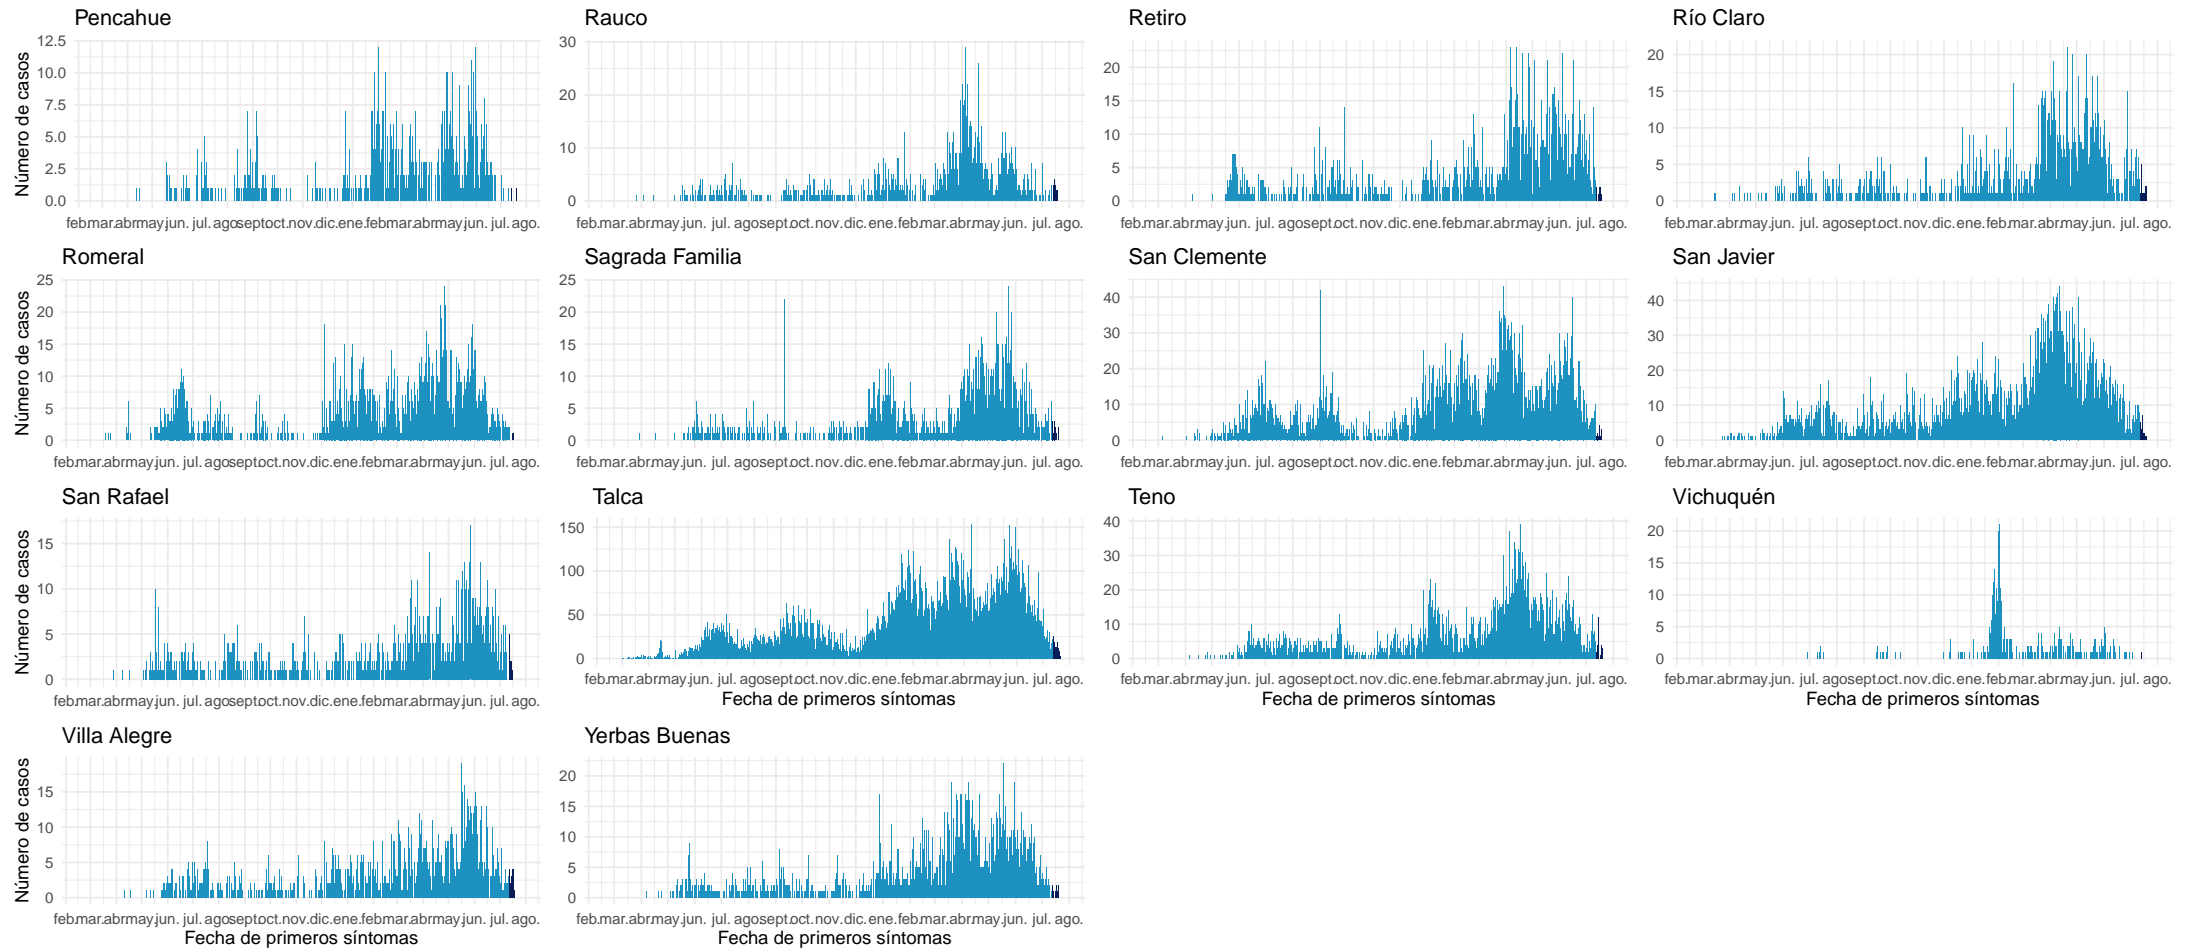 Pencahue
Rauco
Retiro
Río Claro
Número de casos
12.5
10.0
7.5
5.0
2.5
0.0
feb.mar.abr.may.jun. jul. ago.sept.oct.nov.dic.ene.feb.mar.abr.may.jun. jul. ago.
30
20
10
0
feb.mar.abr.may.jun. jul. ago.sept.oct.nov.dic.ene.feb.mar.abr.may.jun. jul. ago.
20
15
10
5
0
feb.mar.abr.may.jun. jul. ago.sept.oct.nov.dic.ene.feb.mar.abr.may.jun. jul. ago.
20
15
10
5
0
feb.mar.abr.may.jun. jul. ago.sept.oct.nov.dic.ene.feb.mar.abr.may.jun. jul. ago.
Romeral
Sagrada Familia
San Clemente
San Javier
Número de casos
25
20
15
10
5
0
feb.mar.abr.may.jun. jul. ago.sept.oct.nov.dic.ene.feb.mar.abr.may.jun. jul. ago.
25
20
15
10
5
0
feb.mar.abr.may.jun. jul. ago.sept.oct.nov.dic.ene.feb.mar.abr.may.jun. jul. ago.
40
30
20
10
0
feb.mar.abr.may.jun. jul. ago.sept.oct.nov.dic.ene.feb.mar.abr.may.jun. jul. ago.
40
30
20
10
0
feb.mar.abr.may.jun. jul. ago.sept.oct.nov.dic.ene.feb.mar.abr.may.jun. jul. ago.
San Rafael
Talca
Teno
Vichuquén
Número de casos
15
10
5
0
feb.mar.abr.may.jun. jul. ago.sept.oct.nov.dic.ene.feb.mar.abr.may.jun. jul. ago.
150
100
50
0
feb.mar.abr.may.jun. jul. ago.sept.oct.nov.dic.ene.feb.mar.abr.may.jun. jul. ago.
Fecha de primeros síntomas
40
30
20
10
0
feb.mar.abr.may.jun. jul. ago.sept.oct.nov.dic.ene.feb.mar.abr.may.jun. jul. ago.
Fecha de primeros síntomas
20
15
10
5
0
feb.mar.abr.may.jun. jul. ago.sept.oct.nov.dic.ene.feb.mar.abr.may.jun. jul. ago.
Fecha de primeros síntomas
Villa Alegre
Yerbas Buenas
Número de casos
15
10
5
0
feb.mar.abr.may.jun. jul. ago.sept.oct.nov.dic.ene.feb.mar.abr.may.jun. jul. ago.
Fecha de primeros síntomas
20
15
10
5
0
feb.mar.abr.may.jun. jul. ago.sept.oct.nov.dic.ene.feb.mar.abr.may.jun. jul. ago.
Fecha de primeros síntomas